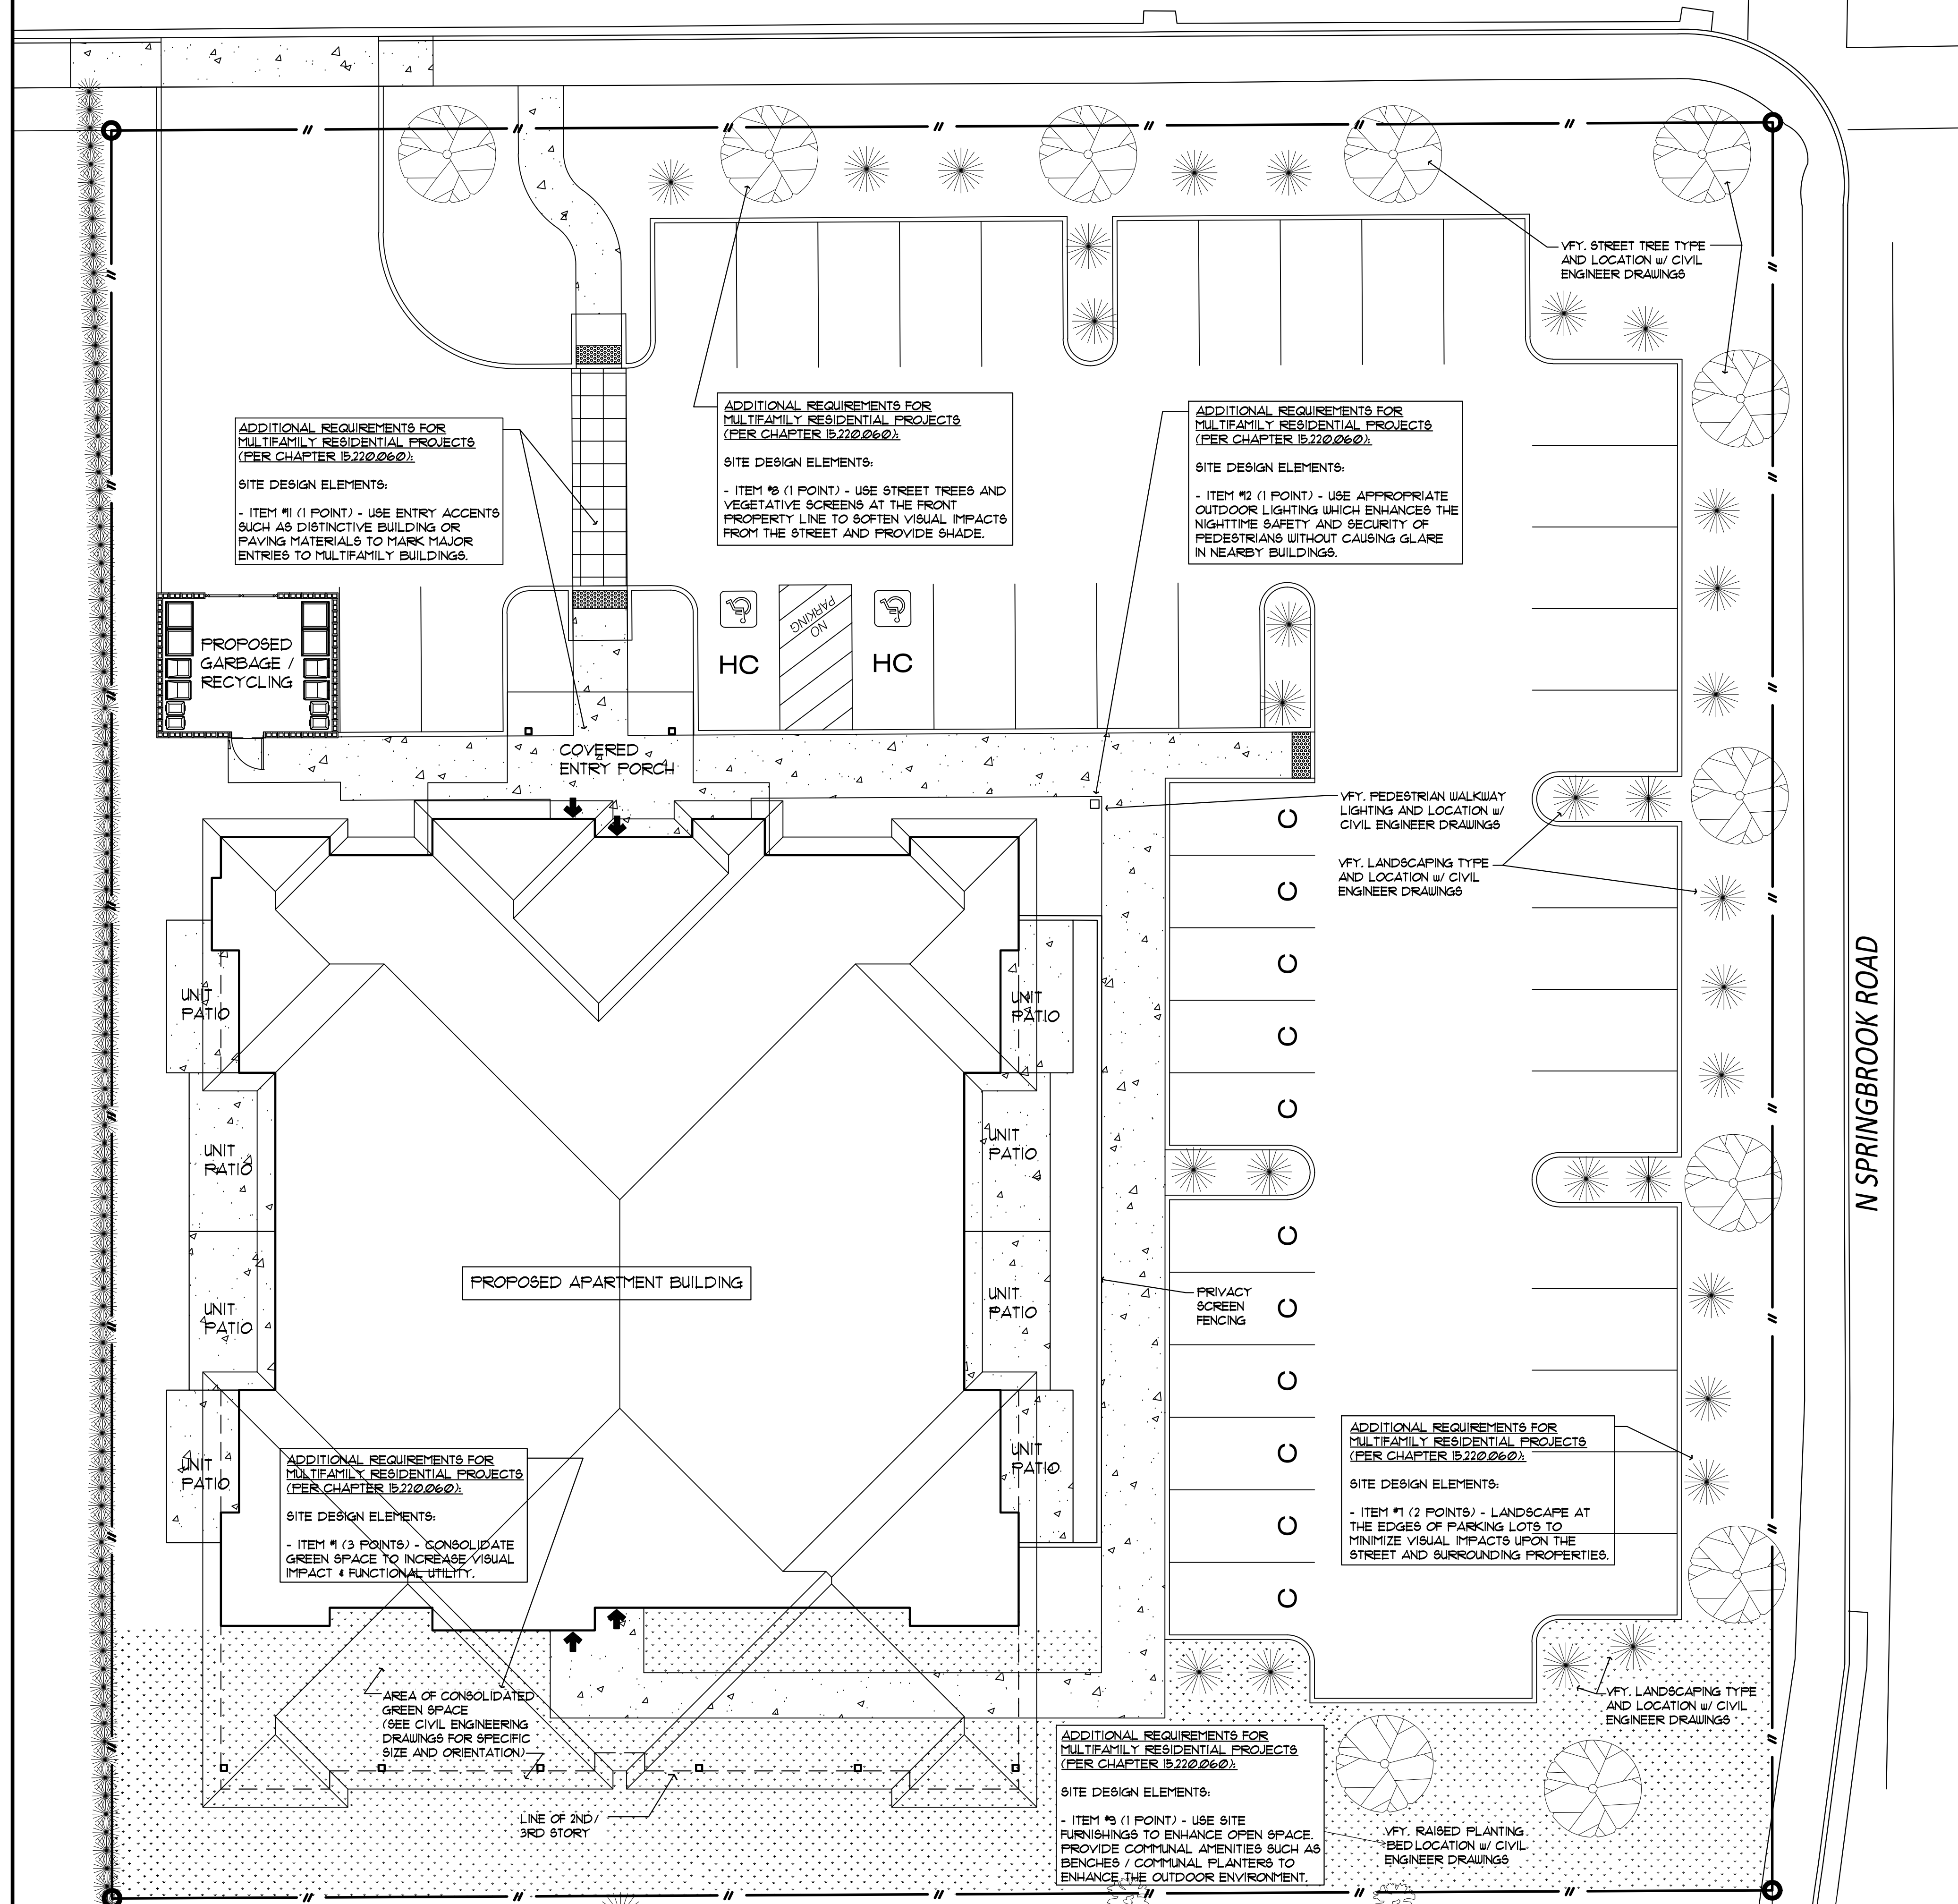 VFY. STREET TREE TYPE
AND LOCATION w/ CIVIL
ENGINEER DRAWINGS
ADDITIONAL REQUIREMENTS FOR
MULTIFAMILY RESIDENTIAL PROJECTS
(PER CHAPTER 15.220.060):
SITE DESIGN ELEMENTS:
- ITEM #11 (1 POINT) - USE ENTRY ACCENTS
SUCH AS DISTINCTIVE BUILDING OR
PAVING MATERIALS TO MARK MAJOR
ENTRIES TO MULTIFAMILY BUILDINGS.
ADDITIONAL REQUIREMENTS FOR
MULTIFAMILY RESIDENTIAL PROJECTS
(PER CHAPTER 15.220.060):
SITE DESIGN ELEMENTS:
- ITEM #8 (1 POINT) - USE STREET TREES AND
VEGETATIVE SCREENS AT THE FRONT
PROPERTY LINE TO SOFTEN VISUAL IMPACTS
FROM THE STREET AND PROVIDE SHADE.
ADDITIONAL REQUIREMENTS FOR
MULTIFAMILY RESIDENTIAL PROJECTS
(PER CHAPTER 15.220.060):
SITE DESIGN ELEMENTS:
- ITEM #12 (1 POINT) - USE APPROPRIATE
OUTDOOR LIGHTING WHICH ENHANCES THE
NIGHTTIME SAFETY AND SECURITY OF
PEDESTRIANS WITHOUT CAUSING GLARE
IN NEARBY BUILDINGS.
PROPOSED
GARBAGE /
RECYCLING
HC
NO
PARKING
HC
COVERED
ENTRY PORCH
VFY. PEDESTRIAN WALKWAY
LIGHTING AND LOCATION w/
CIVIL ENGINEER DRAWINGS
VFY. LANDSCAPING TYPE
AND LOCATION w/ CIVIL
ENGINEER DRAWINGS
C
C
C
C
C
N SPRINGBROOK ROAD
UNIT
PATIO
UNIT
PATIO
UNIT
PATIO
UNIT
PATIO
C
C
C
C
C
C
PROPOSED APARTMENT BUILDING
UNIT
PATIO
UNIT
PATIO
PRIVACY
SCREEN
FENCING
UNIT
PATIO
UNIT
PATIO
ADDITIONAL REQUIREMENTS FOR
MULTIFAMILY RESIDENTIAL PROJECTS
(PER CHAPTER 15.220.060):
SITE DESIGN ELEMENTS:
- ITEM #1 (3 POINTS) - CONSOLIDATE
GREEN SPACE TO INCREASE VISUAL
IMPACT & FUNCTIONAL UTILITY.
ADDITIONAL REQUIREMENTS FOR
MULTIFAMILY RESIDENTIAL PROJECTS
(PER CHAPTER 15.220.060):
SITE DESIGN ELEMENTS:
- ITEM #7 (2 POINTS) - LANDSCAPE AT
THE EDGES OF PARKING LOTS TO
MINIMIZE VISUAL IMPACTS UPON THE
STREET AND SURROUNDING PROPERTIES.
AREA OF CONSOLIDATED
GREEN SPACE
(SEE CIVIL ENGINEERING
DRAWINGS FOR SPECIFIC
SIZE AND ORIENTATION)
VFY. LANDSCAPING TYPE
AND LOCATION w/ CIVIL
ENGINEER DRAWINGS
LINE OF 2ND/
3RD STORY
ADDITIONAL REQUIREMENTS FOR
MULTIFAMILY RESIDENTIAL PROJECTS
(PER CHAPTER 15.220.060):
SITE DESIGN ELEMENTS:
- ITEM #9 (1 POINT) - USE SITE
FURNISHINGS TO ENHANCE OPEN SPACE.
PROVIDE COMMUNAL AMENITIES SUCH AS
BENCHES / COMMUNAL PLANTERS TO
ENHANCE THE OUTDOOR ENVIRONMENT.
VFY. RAISED PLANTING
BED LOCATION w/ CIVIL
ENGINEER DRAWINGS